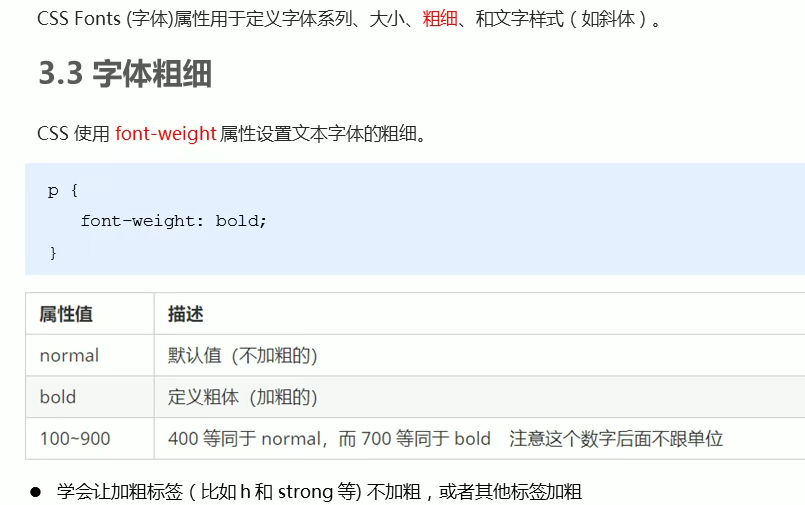 CSS Fonts (字体)属性用于定义字体系列、大小、粗细、和文字样式（如斜体）。
3.3 字体粗细
CSS 使用 font-weight 属性设置文本字体的粗细。
p {
font-weight: bold;
}
属性值 描述
normal 默认值（不加粗的）
bold 定义粗体（加粗的）
100~900 400 等同于 normal，而 700 等同于 bold 注意这个数字后面不跟单位
● 学会让加粗标签（比如 h 和 strong 等) 不加粗，或者其他标签加粗